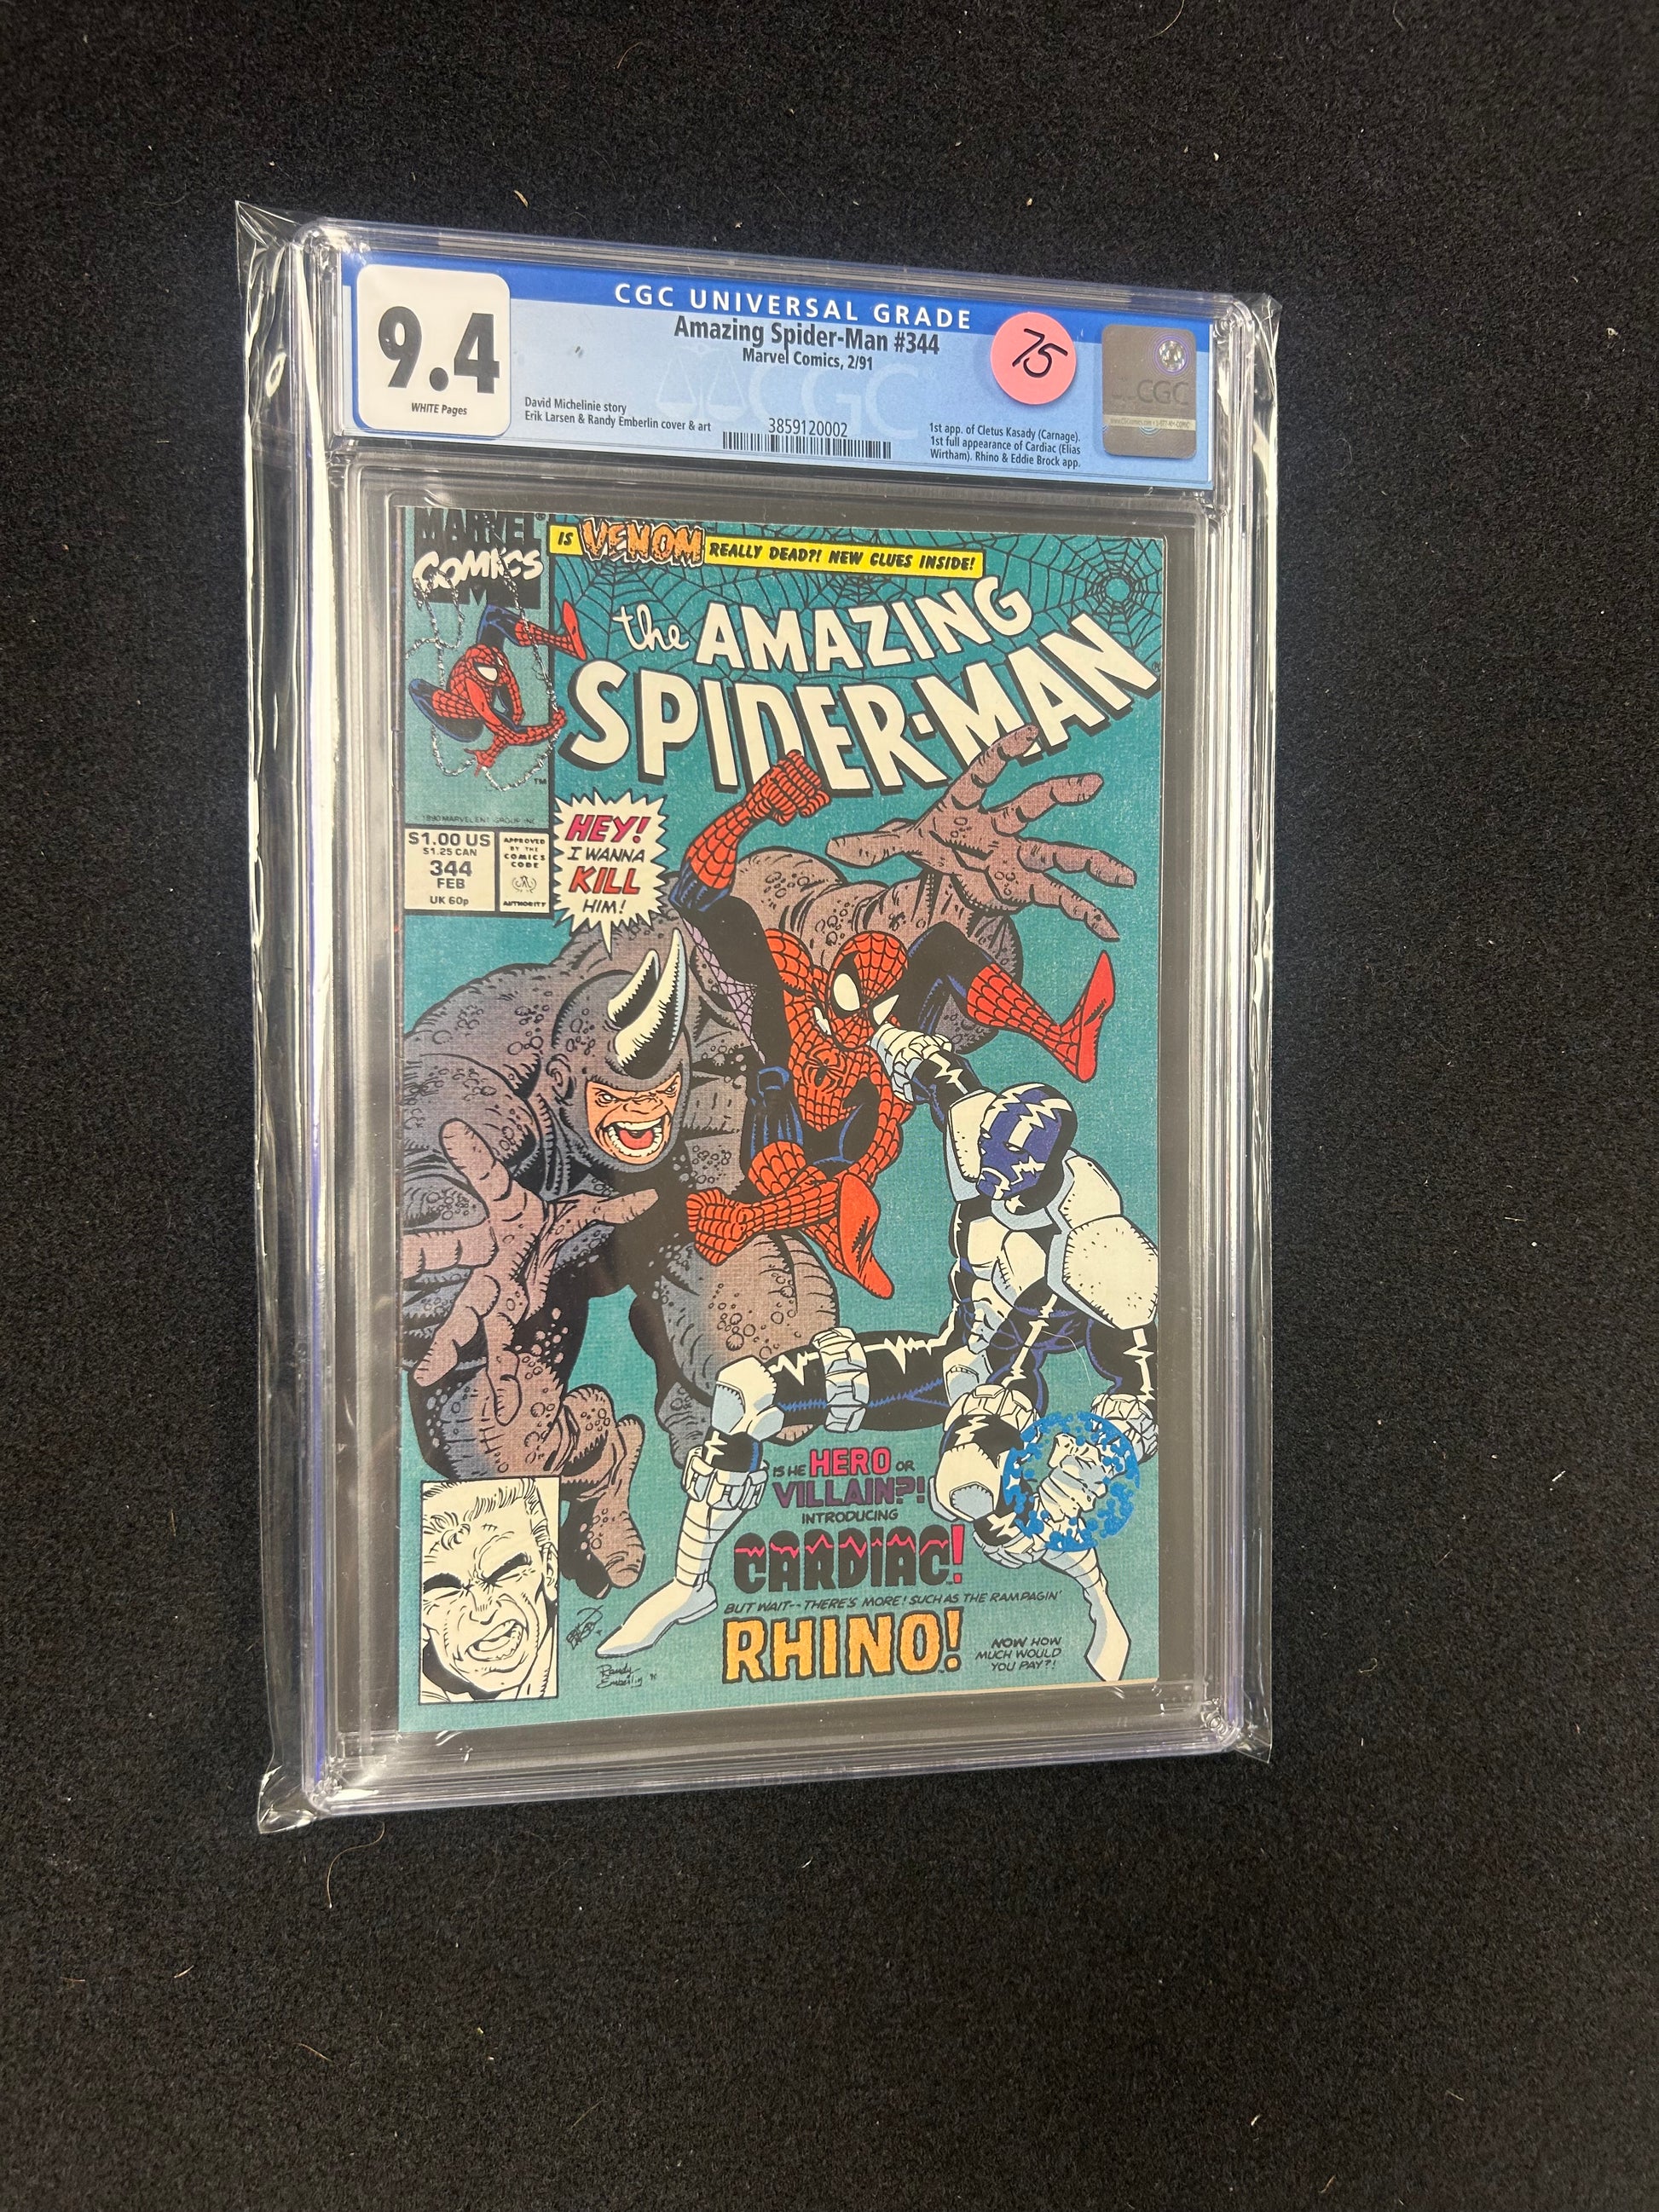 CGC UNIVERSAL GRADE
9.4
WHITE Pages
Amazing Spider-Man #344
Marvel Comics, 2/91
75
David Michelinie story
Erik Larsen & Randy Emberlin cover & art
3859120002
1st app. of Cletus Kasady (Carnage).
1st full appearance of Cardiac (Elias
Wirtham). Rhino & Eddie Brock app.
CGC
CGC
MARVEL
COMICS
IS VENOM REALLY DEAD?! NEW CLUES INSIDE!
the AMAZING
SPIDER-MAN
TM
$1.00 US
$1.25 CAN
344
FEB
UK 60p
APPROVED
BY THE
COMICS
CODE
AUTHORITY
HEY!
I WANNA
KILL
HIM!
IS HE HERO OR
VILLAIN?!
INTRODUCING
CARDIAC!
BUT WAIT--THERE'S MORE! SUCH AS THE RAMPAGIN'
RHINO!
NOW HOW
MUCH WOULD
YOU PAY?!
Randy
Emberlin